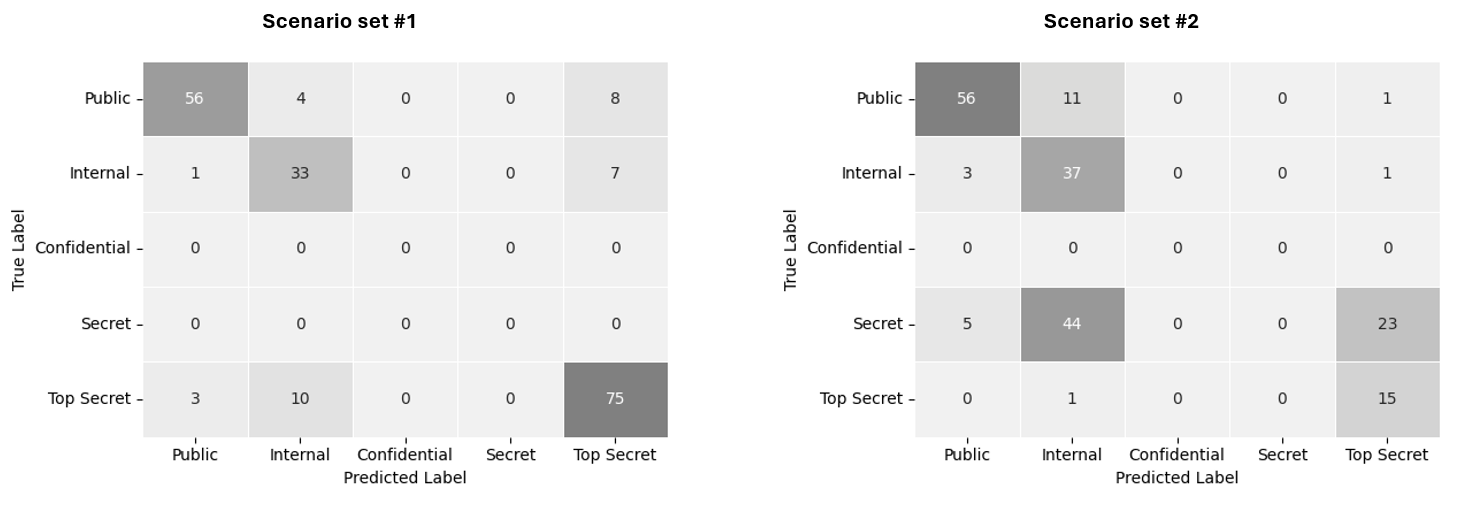 Scenario set #1
Public 56 4 0 0 8
Internal 1 33 0 0 7
Confidential 0 0 0 0 0
Secret 0 0 0 0 0
Top Secret 3 10 0 0 75
Public Internal Confidential Secret Top Secret
Predicted Label
True Label
Scenario set #2
Public 56 11 0 0 1
Internal 3 37 0 0 1
Confidential 0 0 0 0 0
Secret 5 44 0 0 23
Top Secret 0 1 0 0 15
Public Internal Confidential Secret Top Secret
Predicted Label
True Label